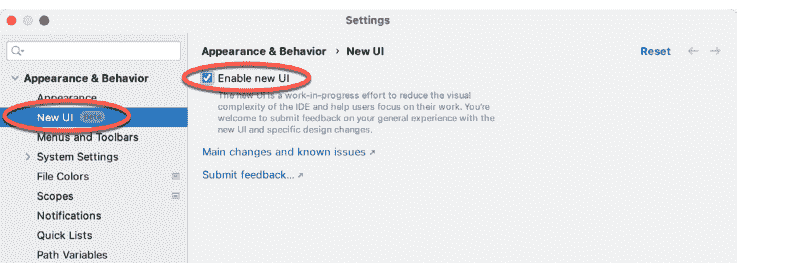 Settings
Appearance & Behavior › New UI
Reset
Appearance & Behavior
Enable new UI
Appearance
The new UI is a work-in-progress effort to reduce the visual
complexity of the IDE and help users focus on their work. You're
welcome to submit feedback on your general experience with the
new UI and specific design changes.
New UI
Menus and Toolbars
Main changes and known issues ↗
System Settings
File Colors
Submit feedback... ↗
Scopes
Notifications
Quick Lists
Path Variables